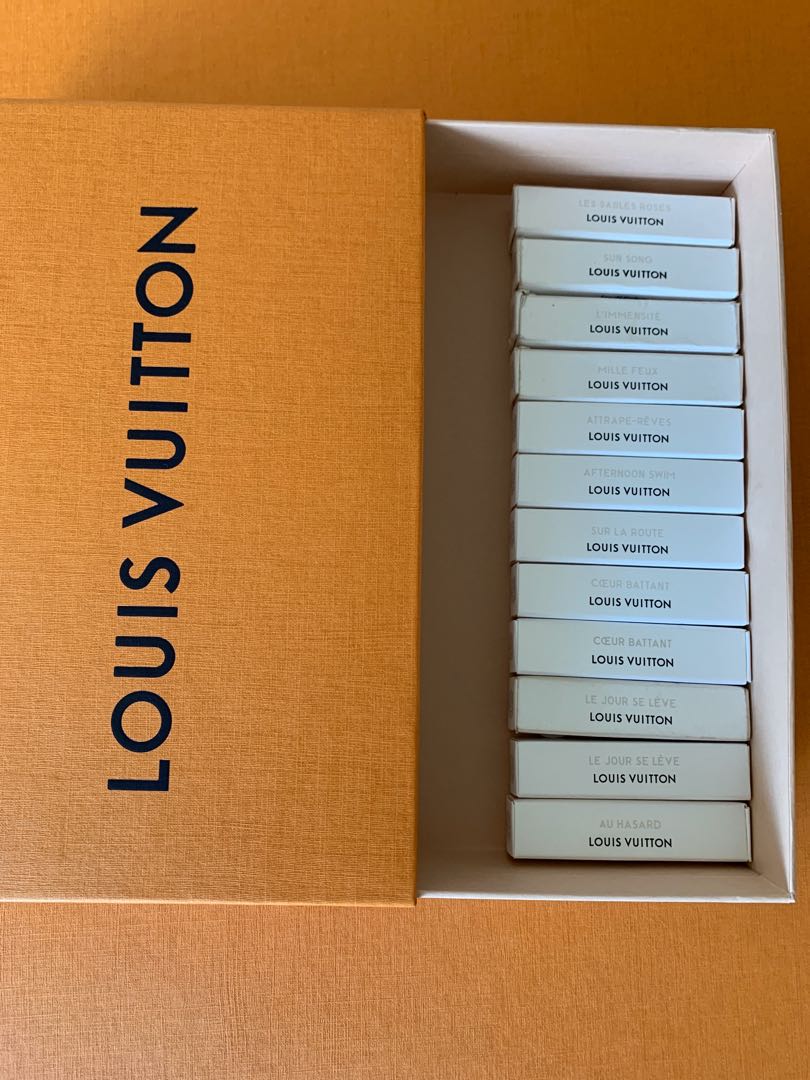 LOUIS VUITTON
LES SABLES ROSES
LOUIS VUITTON
SUN SONG
LOUIS VUITTON
L'IMMENSITÉ
LOUIS VUITTON
MILLE FEUX
LOUIS VUITTON
ATTRAPE-RÊVES
LOUIS VUITTON
AFTERNOON SWIM
LOUIS VUITTON
SUR LA ROUTE
LOUIS VUITTON
CŒUR BATTANT
LOUIS VUITTON
CŒUR BATTANT
LOUIS VUITTON
LE JOUR SE LÈVE
LOUIS VUITTON
LE JOUR SE LÈVE
LOUIS VUITTON
AU HASARD
LOUIS VUITTON